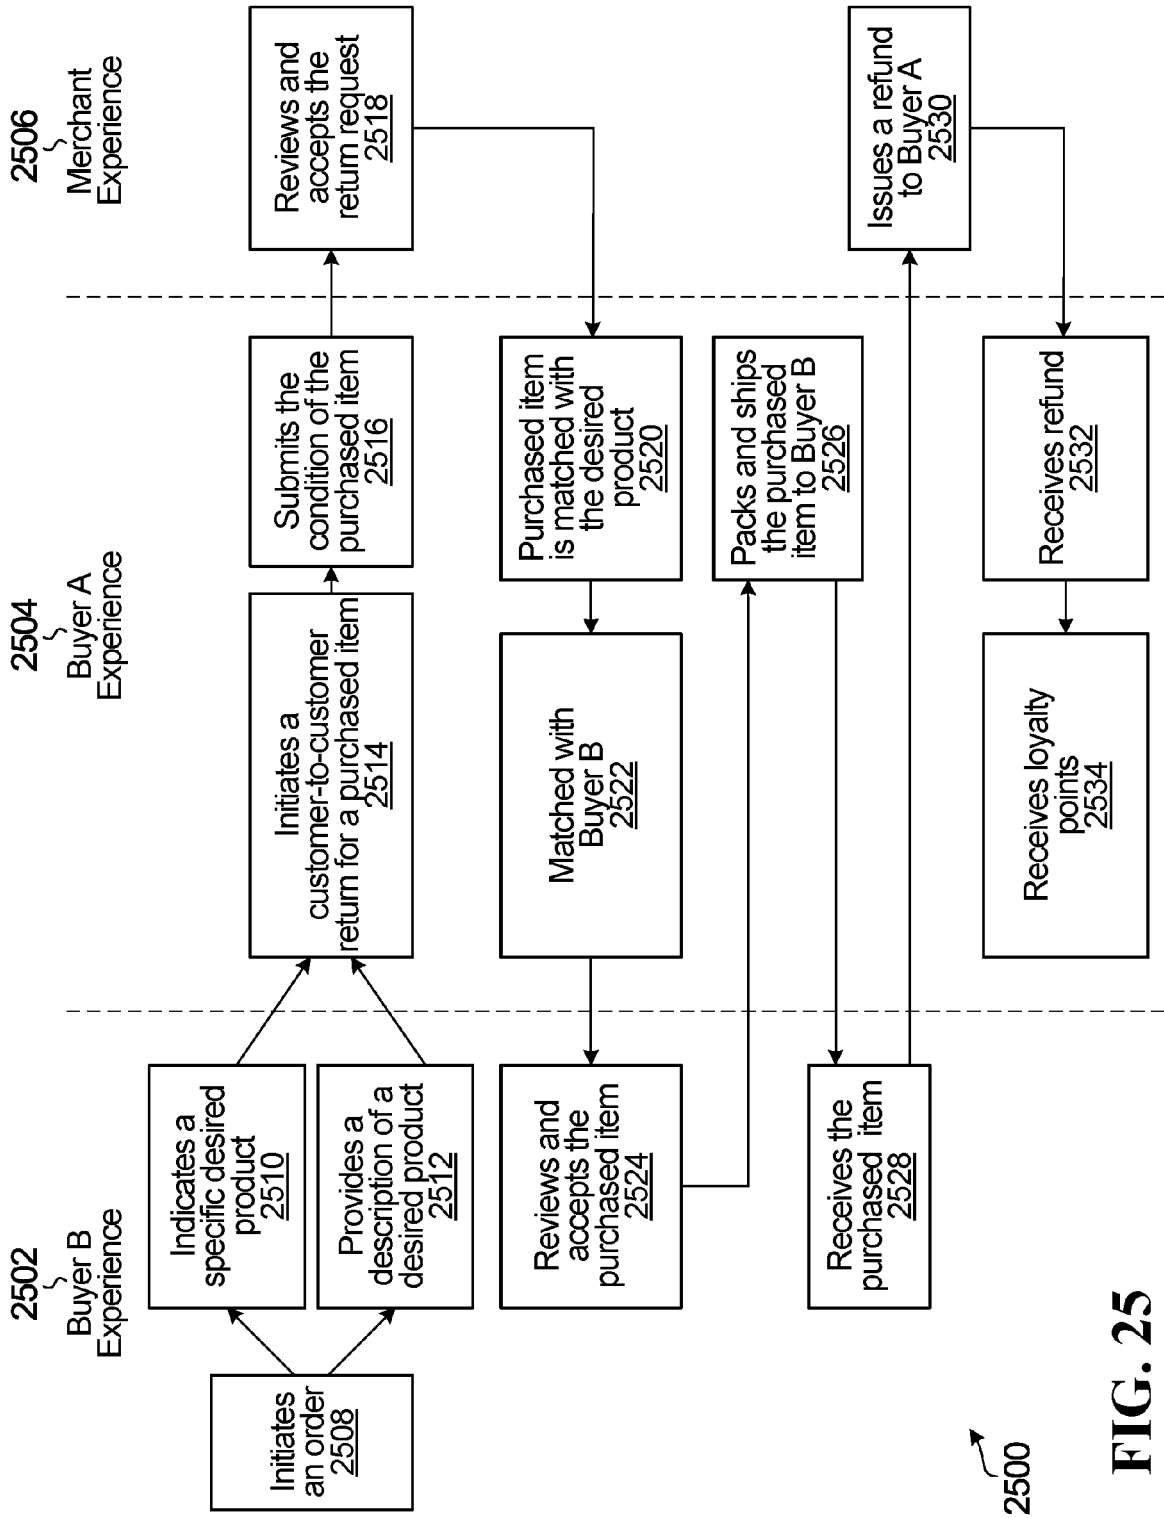 2502
Buyer B
Experience
2504
Buyer A
Experience
2506
Merchant
Experience
Initiates
an order
2508
Indicates a
specific desired
product
2510
Provides a
description of a
desired product
2512
Initiates a
customer-to-customer
return for a purchased item
2514
Submits the
condition of the
purchased item
2516
Reviews and
accepts the
return request
2518
Purchased item
is matched with
the desired
product
2520
Matched with
Buyer B
2522
Reviews and
accepts the
purchased item
2524
Packs and ships
the purchased
item to Buyer B
2526
Receives the
purchased item
2528
Issues a refund
to Buyer A
2530
Receives refund
2532
Receives loyalty
points
2534
2500
FIG. 25